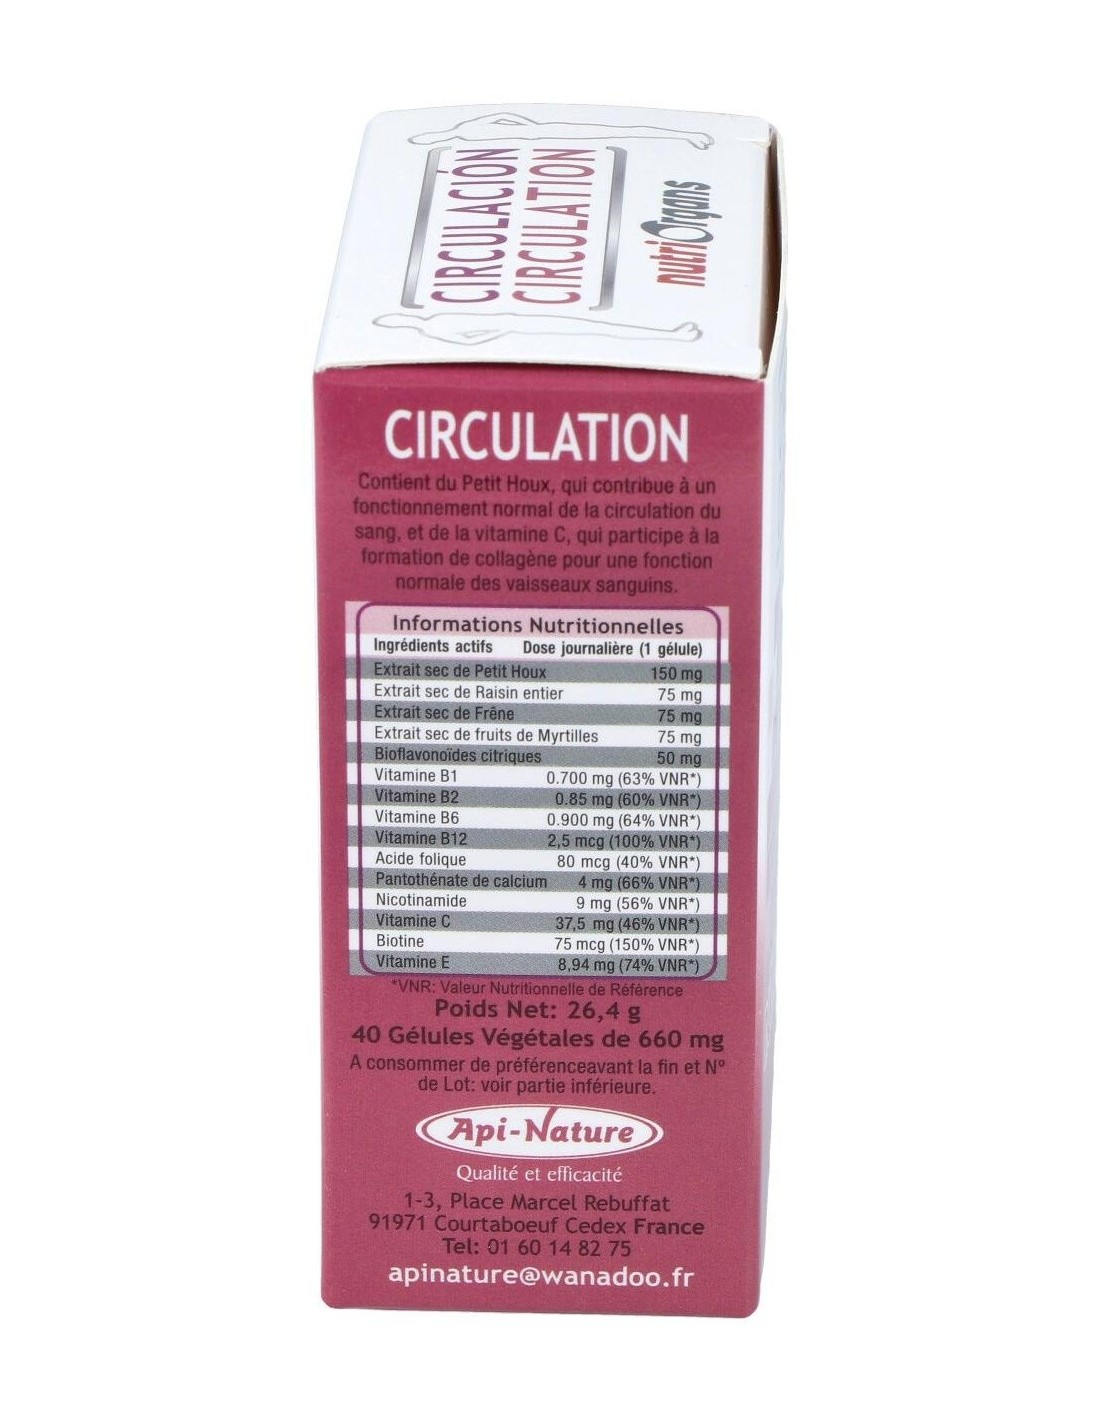 CIRCULACIÓN
CIRCULATION
nutriOrgans
CIRCULATION
Contient du Petit Houx, qui contribue à un
fonctionnement normal de la circulation du
sang, et de la vitamine C, qui participe à la
formation de collagène pour une fonction
normale des vaisseaux sanguins.
Informations Nutritionnelles
Ingrédients actifs Dose journalière (1 gélule)
Extrait sec de Petit Houx 150 mg
Extrait sec de Raisin entier 75 mg
Extrait sec de Frêne 75 mg
Extrait sec de fruits de Myrtilles 75 mg
Bioflavonoïdes citriques 50 mg
Vitamine B1 0.700 mg (63% VNR*)
Vitamine B2 0.85 mg (60% VNR*)
Vitamine B6 0.900 mg (64% VNR*)
Vitamine B12 2,5 mcg (100% VNR*)
Acide folique 80 mcg (40% VNR*)
Pantothénate de calcium 4 mg (66% VNR*)
Nicotinamide 9 mg (56% VNR*)
Vitamine C 37,5 mg (46% VNR*)
Biotine 75 mcg (150% VNR*)
Vitamine E 8,94 mg (74% VNR*)
*VNR: Valeur Nutritionnelle de Référence
Poids Net: 26,4 g
40 Gélules Végétales de 660 mg
A consommer de préférenceavant la fin et Nº
de Lot: voir partie inférieure.
Api-Nature
Qualité et efficacité
1-3, Place Marcel Rebuffat
91971 Courtaboeuf Cedex France
Tel: 01 60 14 82 75
apinature@wanadoo.fr